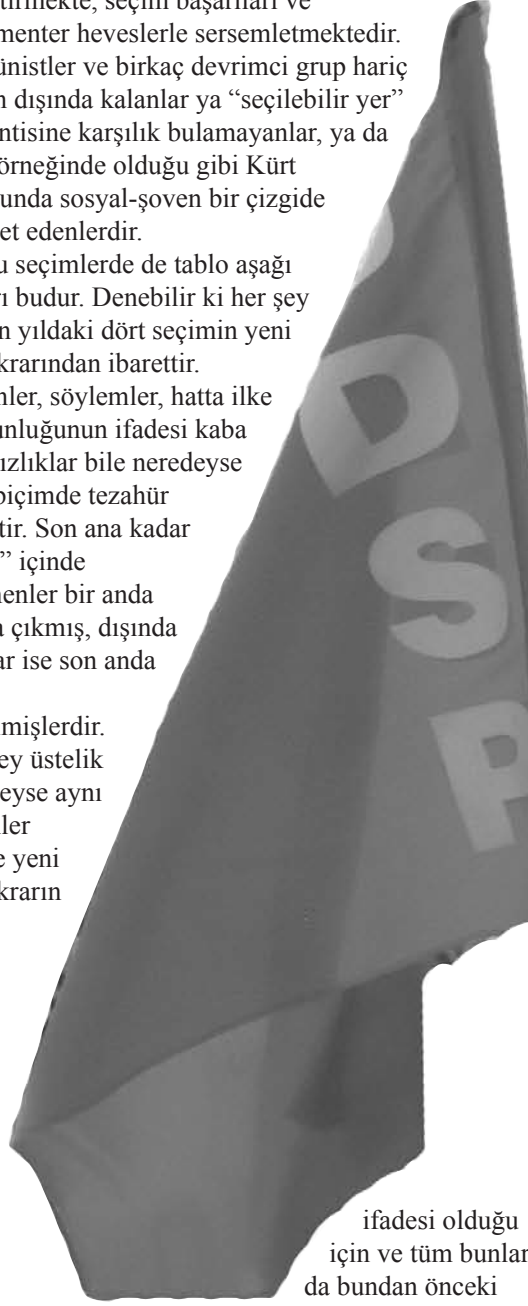 tirmekte, seçim başarıları ve
menter heveslerle sersemletmektedir.
ünistler ve birkaç devrimci grup hariç
n dışında kalanlar ya “seçilebilir yer”
ntisine karşılık bulamayanlar, ya da
örneğinde olduğu gibi Kürt
unda sosyal-şoven bir çizgide
et edenlerdir.
u seçimlerde de tablo aşağı
rı budur. Denebilir ki her şey
n yıldaki dört seçimin yeni
krarından ibarettir.
nler, söylemler, hatta ilke
unluğunun ifadesi kaba
ızlıklar bile neredeyse
biçimde tezahür
tir. Son ana kadar
” içinde
nenler bir anda
a çıkmış, dışında
ar ise son anda
mişlerdir.
ey üstelik
eyse aynı
ler
e yeni
krarın
D
S
P
ifadesi olduğu
için ve tüm bunlar
da bundan önceki